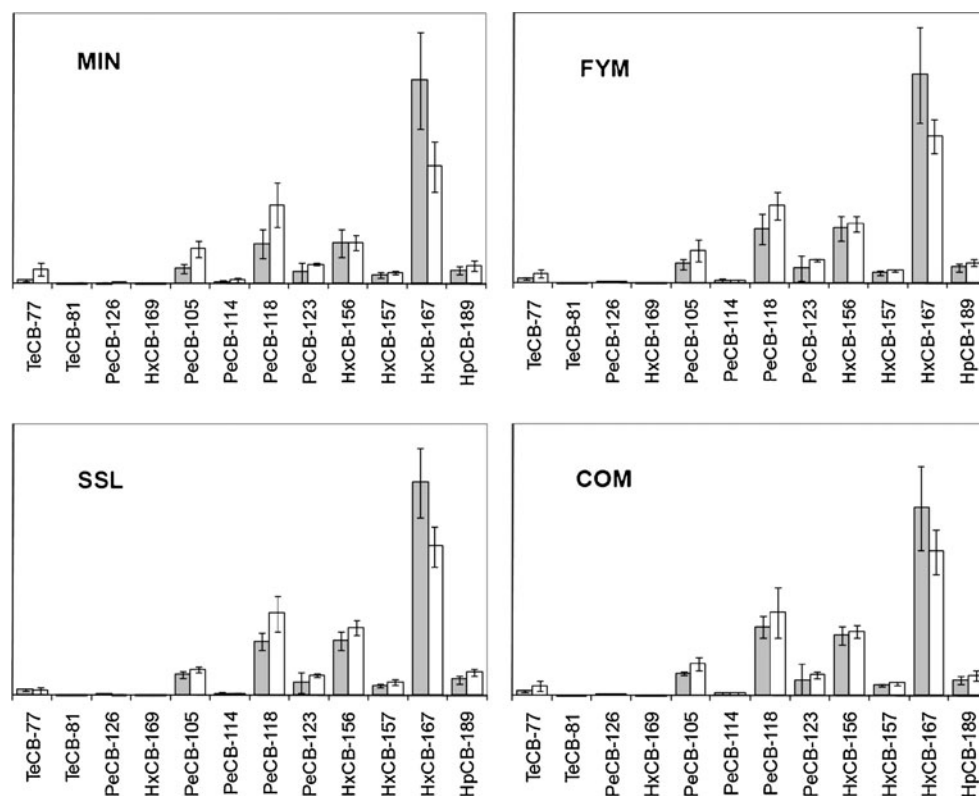 MIN
TeCB-77
TeCB-81
PeCB-126
HxCB-169
PeCB-105
PeCB-114
PeCB-118
PeCB-123
HxCB-156
HxCB-157
HxCB-167
HpCB-189
FYM
TeCB-77
TeCB-81
PeCB-126
HxCB-169
PeCB-105
PeCB-114
PeCB-118
PeCB-123
HxCB-156
HxCB-157
HxCB-167
HpCB-189
SSL
TeCB-77
TeCB-81
PeCB-126
HxCB-169
PeCB-105
PeCB-114
PeCB-118
PeCB-123
HxCB-156
HxCB-157
HxCB-167
HpCB-189
COM
TeCB-77
TeCB-81
PeCB-126
HxCB-169
PeCB-105
PeCB-114
PeCB-118
PeCB-123
HxCB-156
HxCB-157
HxCB-167
HpCB-189